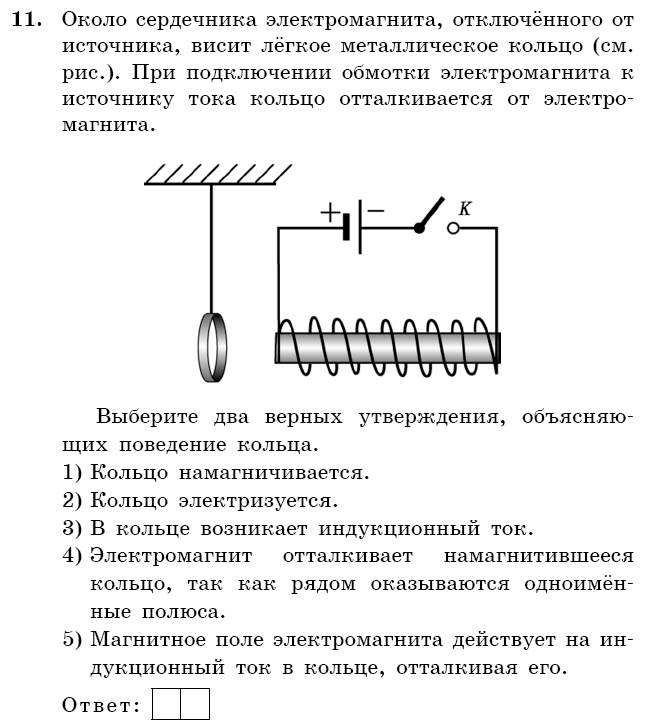 11. Около сердечника электромагнита, отключённого от
источника, висит лёгкое металлическое кольцо (см.
рис.). При подключении обмотки электромагнита к
источнику тока кольцо отталкивается от электро-
магнита.
+ − K
Выберите два верных утверждения, объясняю-
щих поведение кольца.
1) Кольцо намагничивается.
2) Кольцо электризуется.
3) В кольце возникает индукционный ток.
4) Электромагнит отталкивает намагнитившееся
кольцо, так как рядом оказываются одноимён-
ные полюса.
5) Магнитное поле электромагнита действует на ин-
дукционный ток в кольце, отталкивая его.
Ответ: